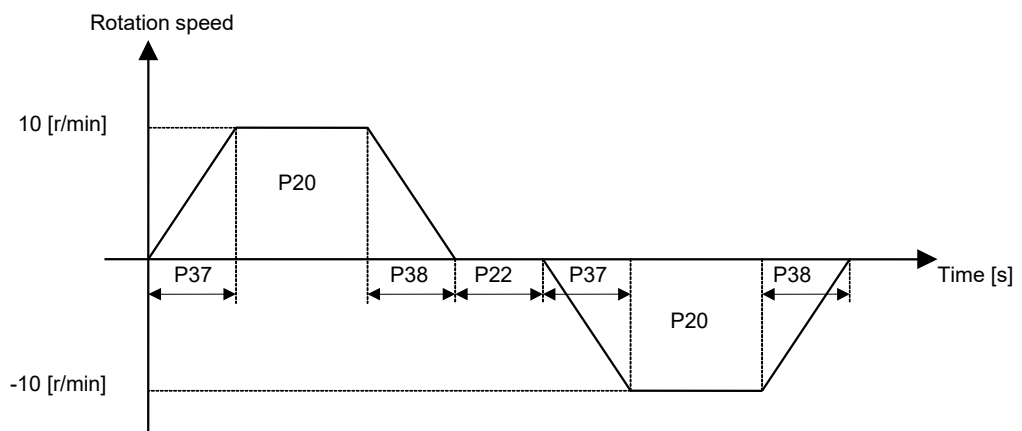 Rotation speed
10 [r/min]
P20
P37
P38
P22
P37
P38
Time [s]
P20
-10 [r/min]